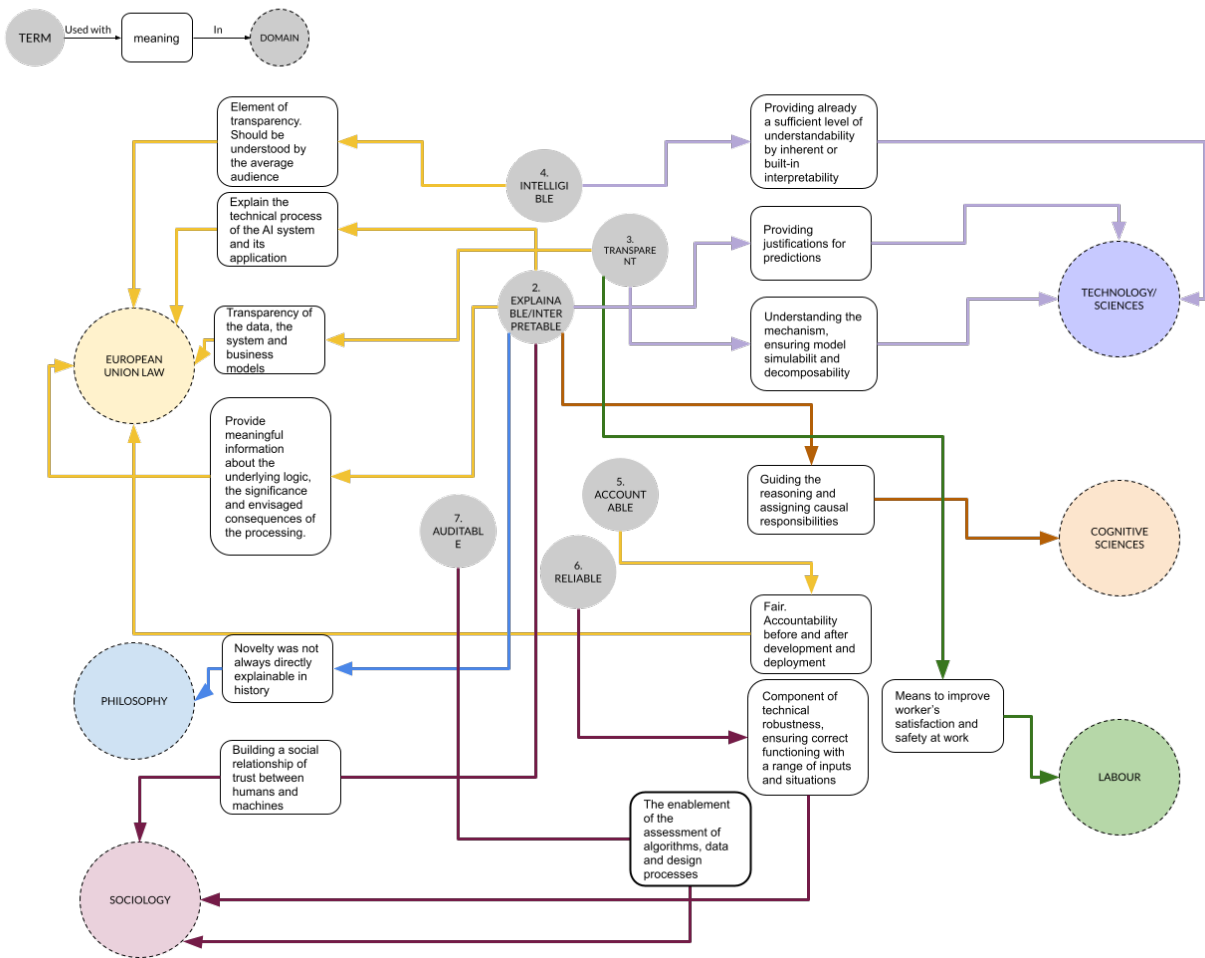 TERM
Used with
meaning
In
DOMAIN
Element of
transparency.
Should be
understood by
the average
audience
Providing already
a sufficient level of
understandability
by inherent or
built-in
interpretability
4.
INTELLIGI
BLE
Explain the
technical process
of the AI system
and its
application
3.
TRANSPARE
NT
Providing
justifications for
predictions
2.
EXPLAINA
BLE/INTER
PRETABLE
TECHNOLOGY/
SCIENCES
Transparency of
the data, the
system and
business
models
Understanding the
mechanism,
ensuring model
simulabilit and
decomposability
EUROPEAN
UNION LAW
Provide
meaningful
information
about the
underlying logic,
the significance
and envisaged
consequences of
the processing.
Guiding the
reasoning and
assigning causal
responsibilities
5.
ACCOUNT
ABLE
7.
AUDITABL
E
COGNITIVE
SCIENCES
6.
RELIABLE
Fair.
Accountability
before and after
development and
deployment
Novelty was not
always directly
explainable in
history
PHILOSOPHY
Component of
technical
robustness,
ensuring correct
functioning with
a range of inputs
and situations
Means to improve
worker's
satisfaction and
safety at work
Building a social
relationship of
trust between
humans and
machines
LABOUR
The enablement
of the
assessment of
algorithms, data
and design
processes
SOCIOLOGY